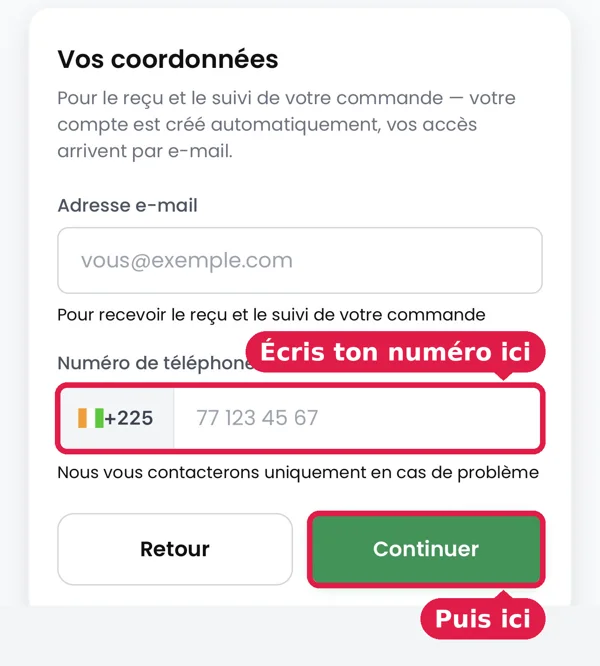 Vos coordonnées
Pour le reçu et le suivi de votre commande — votre
compte est créé automatiquement, vos accès
arrivent par e-mail.
Adresse e-mail
vous@exemple.com
Pour recevoir le reçu et le suivi de votre commande
Numéro de téléphone
Écris ton numéro ici
+225
77 123 45 67
Nous vous contacterons uniquement en cas de problème
Retour
Continuer
Puis ici